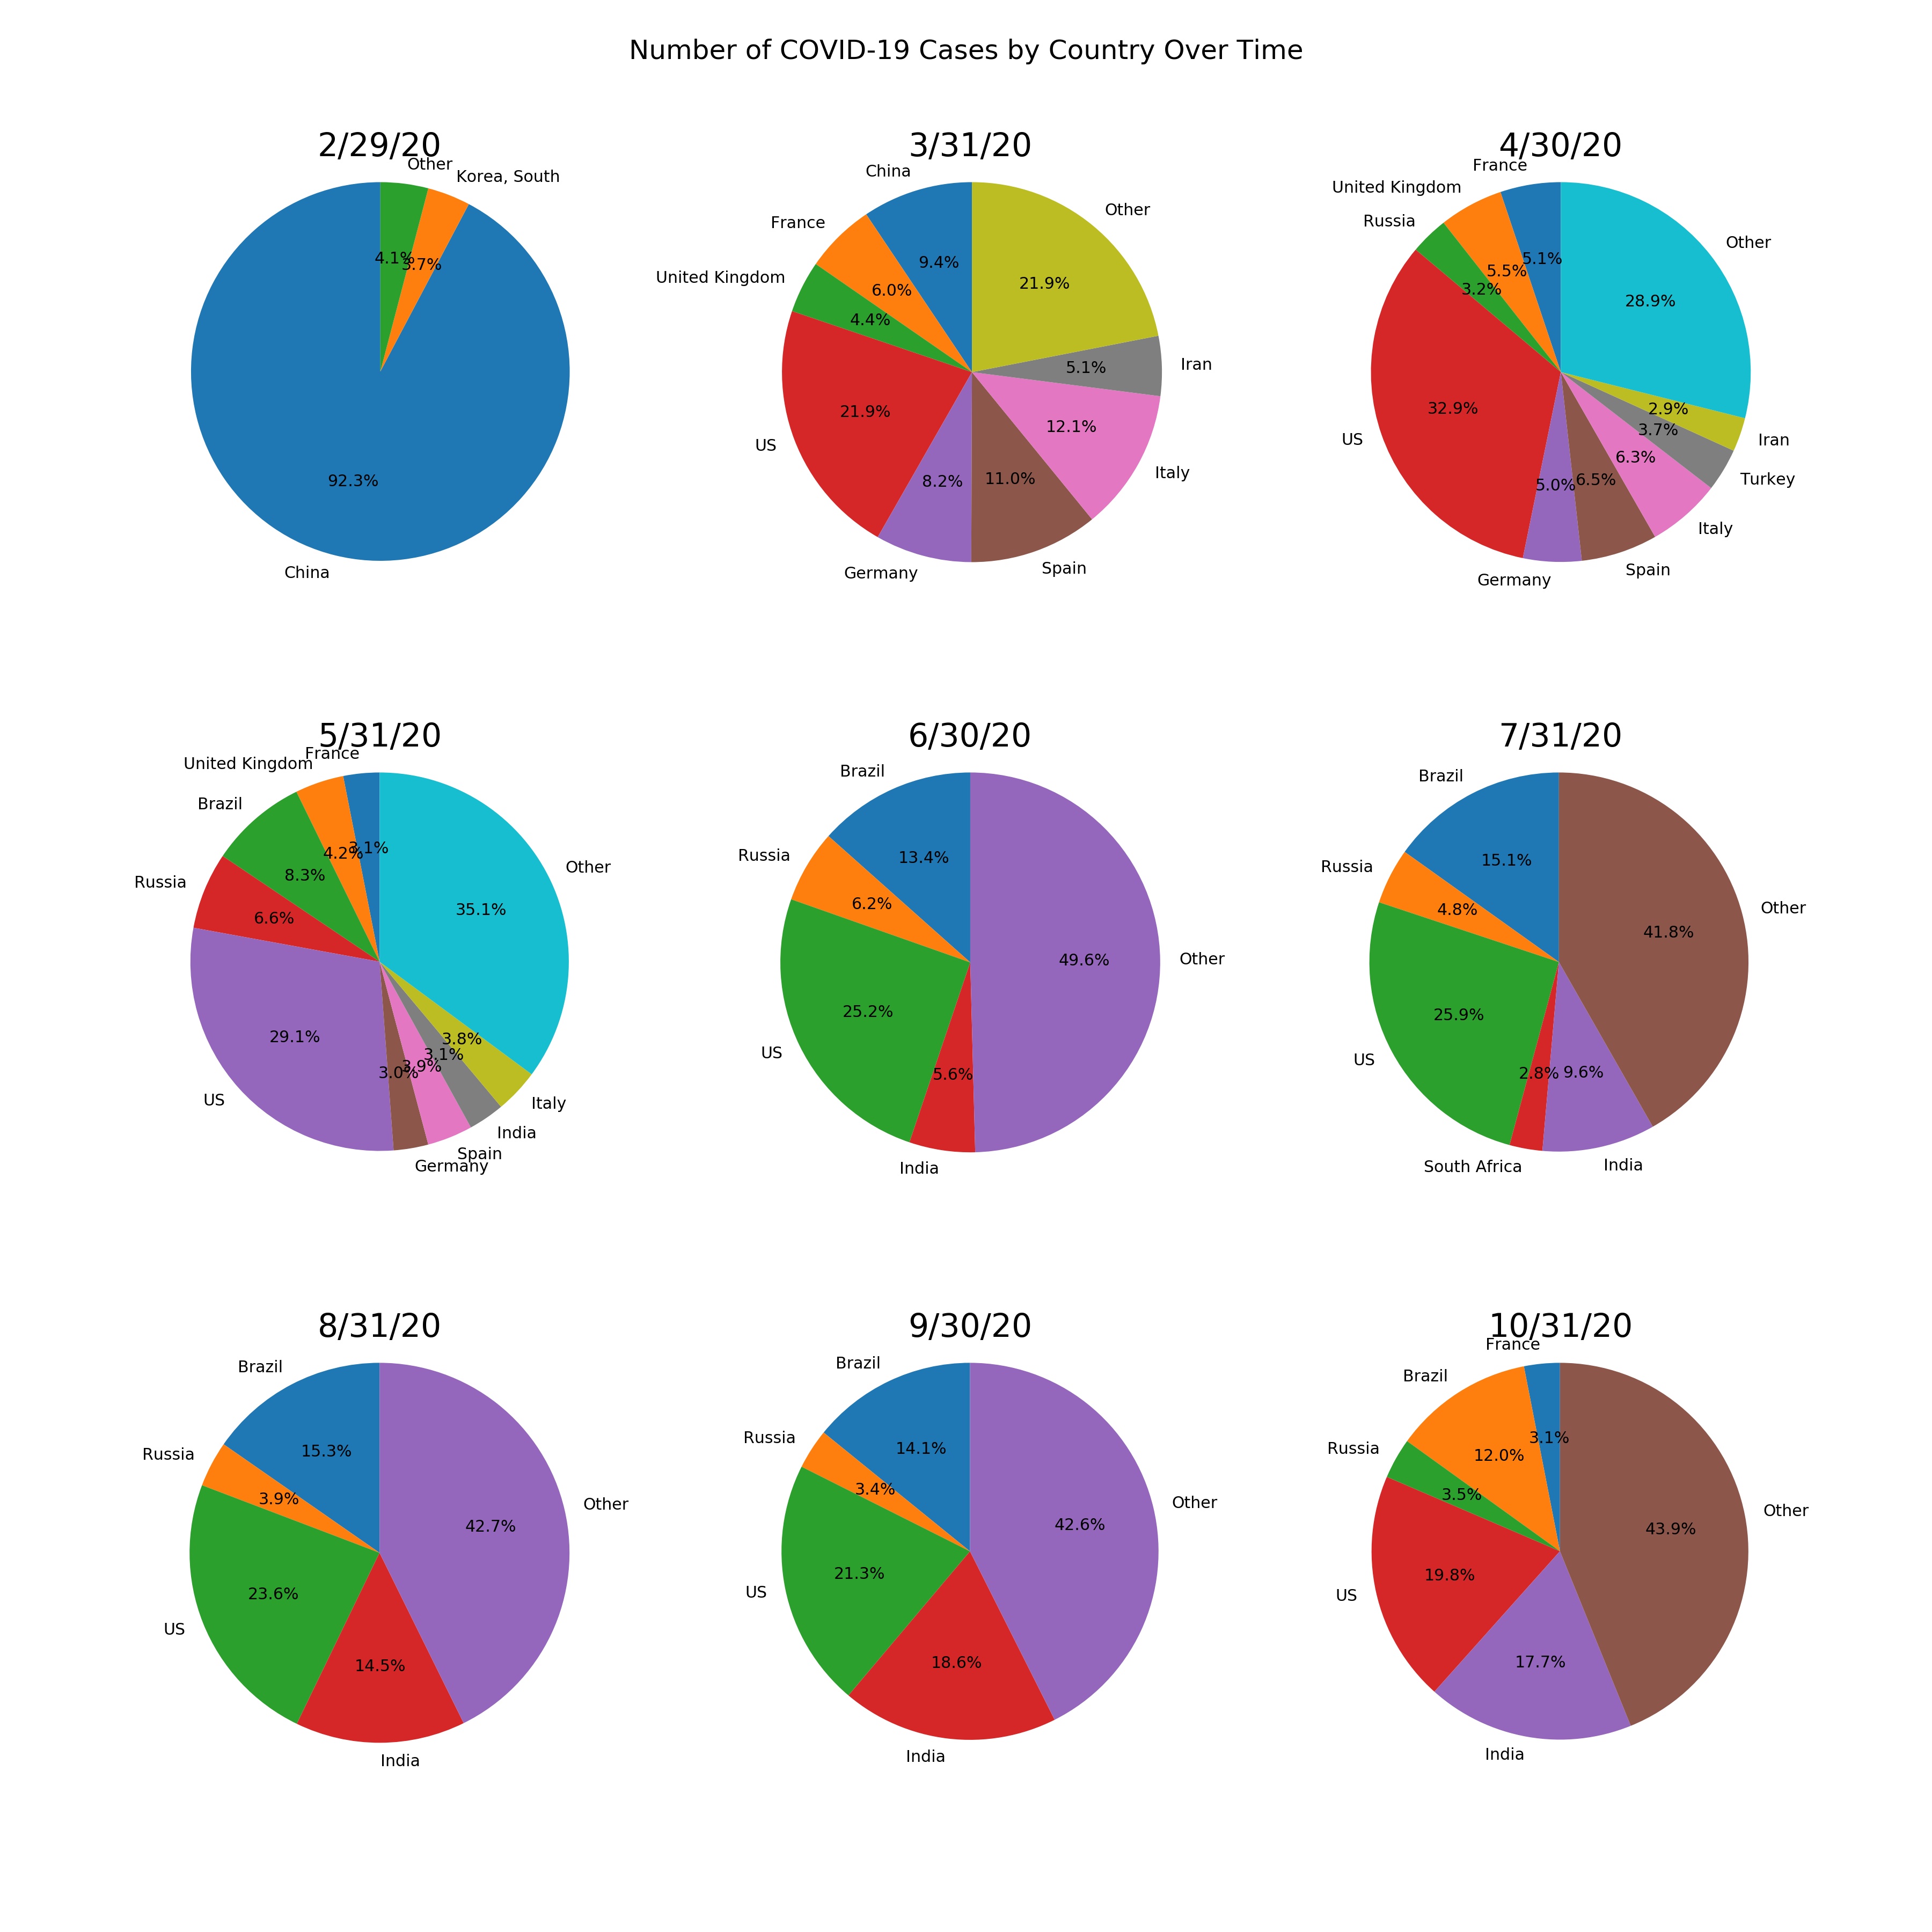 Number of COVID-19 Cases by Country Over Time
2/29/20
Other
Korea, South
4.1%
3.7%
92.3%
China
3/31/20
China
France
United Kingdom
US
Germany
Spain
Italy
Iran
Other
9.4%
6.0%
4.4%
21.9%
8.2%
11.0%
12.1%
5.1%
21.9%
4/30/20
France
United Kingdom
Russia
US
Germany
Spain
Italy
Turkey
Iran
Other
5.1%
5.5%
3.2%
32.9%
5.0%
6.5%
6.3%
3.7%
2.9%
28.9%
5/31/20
France
United Kingdom
Brazil
Russia
US
Germany
Spain
India
Italy
Other
3.1%
4.2%
8.3%
6.6%
29.1%
3.0%
3.9%
3.1%
3.8%
35.1%
6/30/20
Brazil
Russia
US
India
Other
13.4%
6.2%
25.2%
5.6%
49.6%
7/31/20
Brazil
Russia
US
South Africa
India
Other
15.1%
4.8%
25.9%
2.8%
9.6%
41.8%
8/31/20
Brazil
Russia
US
India
Other
15.3%
3.9%
23.6%
14.5%
42.7%
9/30/20
Brazil
Russia
US
India
Other
14.1%
3.4%
21.3%
18.6%
42.6%
10/31/20
France
Brazil
Russia
US
India
Other
3.1%
12.0%
3.5%
19.8%
17.7%
43.9%